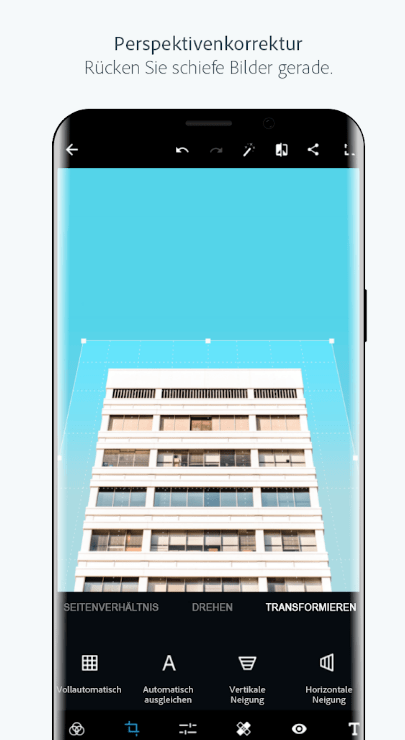 Perspektivenkorrektur
Rücken Sie schiefe Bilder gerade.
SEITENVERHÄLTNIS DREHEN TRANSFORMIEREN
A
Vollautomatisch Automatisch Vertikale Horizontale
ausgleichen Neigung Neigung
T